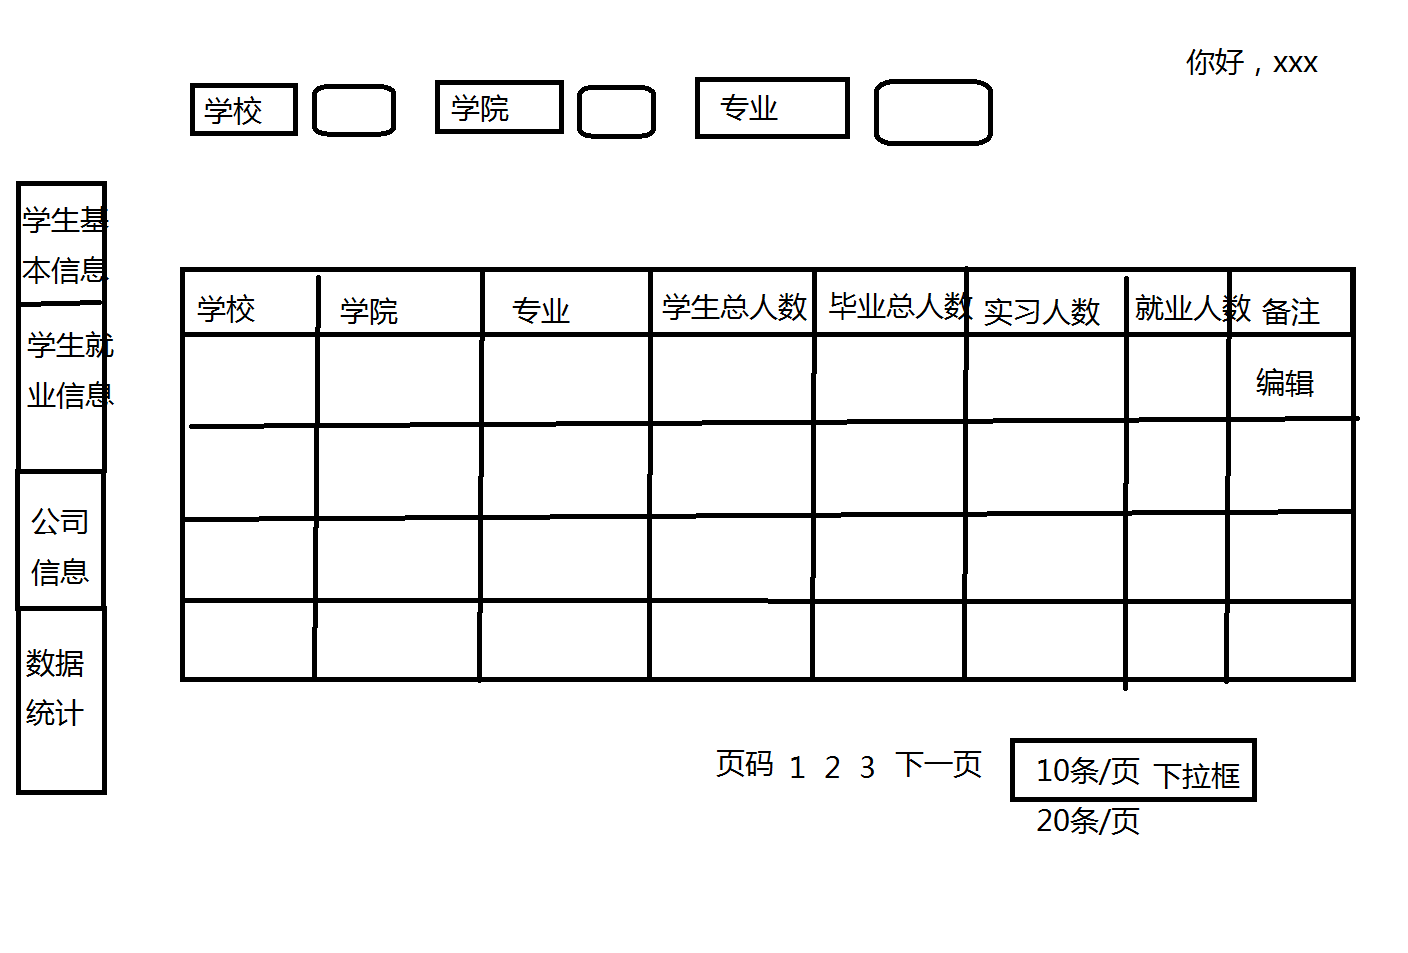 你好，xxx
学校 学院 专业
学生基
本信息
学生就
业信息
公司
信息
数据
统计
学校 学院 专业 学生总人数 毕业总人数 实习人数 就业人数 备注
编辑
页码 1 2 3 下一页 10条/页 下拉框
20条/页